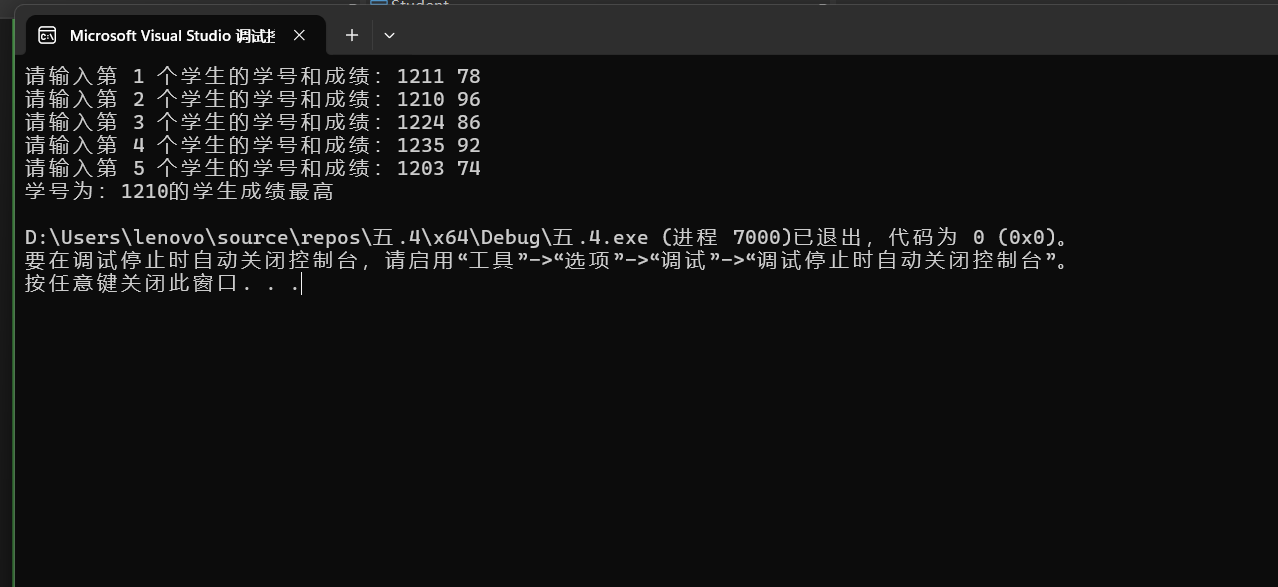 Student
Microsoft Visual Studio 调试
请输入第 1 个学生的学号和成绩：1211 78
请输入第 2 个学生的学号和成绩：1210 96
请输入第 3 个学生的学号和成绩：1224 86
请输入第 4 个学生的学号和成绩：1235 92
请输入第 5 个学生的学号和成绩：1203 74
学号为：1210的学生成绩最高
D:\Users\lenovo\source\repos\五.4\x64\Debug\五.4.exe (进程 7000)已退出，代码为 0 (0x0)。
要在调试停止时自动关闭控制台，请启用“工具”->“选项”->“调试”->“调试停止时自动关闭控制台”。
按任意键关闭此窗口. . .